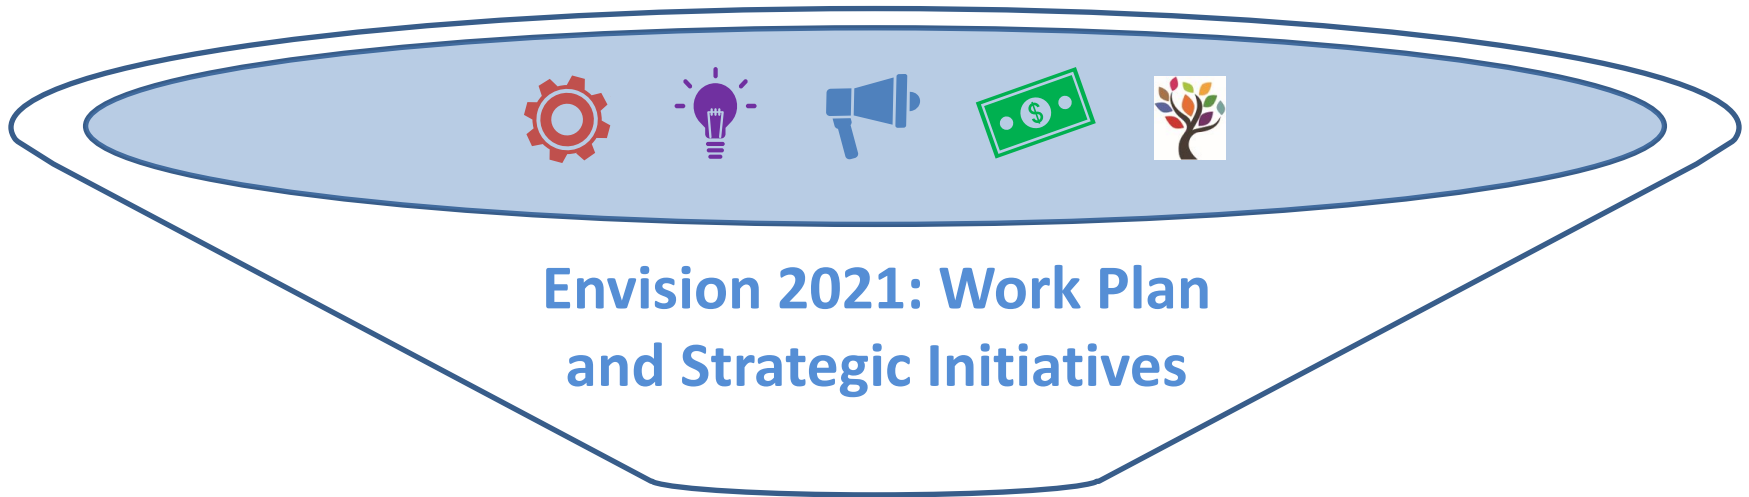 $
Envision 2021: Work Plan
and Strategic Initiatives